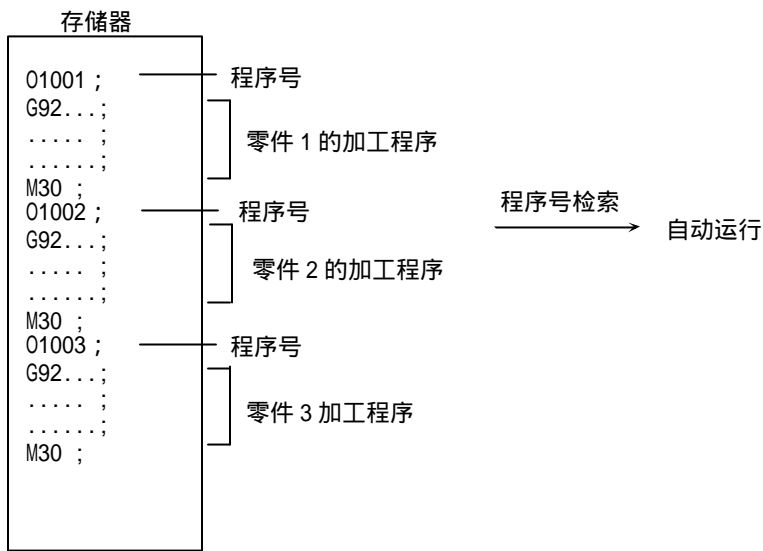 存储器
O1001 ;
程序号
G92...;
..... ;
......;
M30 ;
零件 1 的加工程序
O1002 ;
程序号
G92...;
..... ;
......;
M30 ;
零件 2 的加工程序
O1003 ;
程序号
G92...;
..... ;
......;
M30 ;
零件 3 加工程序
程序号检索
自动运行